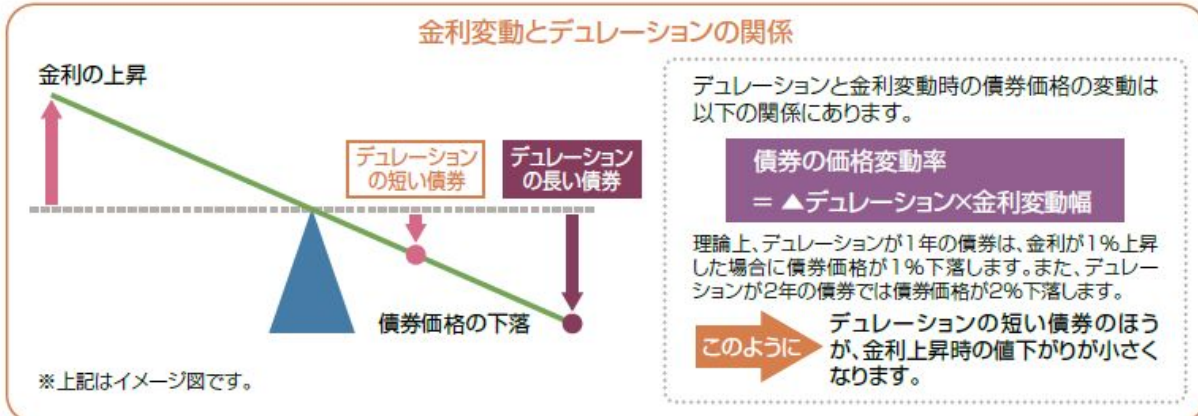 金利変動とデュレーションの関係
金利の上昇
デュレーション
の短い債券
デュレーション
の長い債券
債券価格の下落
※上記はイメージ図です。
デュレーションと金利変動時の債券価格の変動は
以下の関係にあります。
債券の価格変動率
= ▲デュレーション×金利変動幅
理論上、デュレーションが1年の債券は、金利が1%上昇
した場合に債券価格が1%下落します。また、デュレー
ションが2年の債券では債券価格が2%下落します。
このように
デュレーションの短い債券のほう
が、金利上昇時の値下がりが小さく
なります。